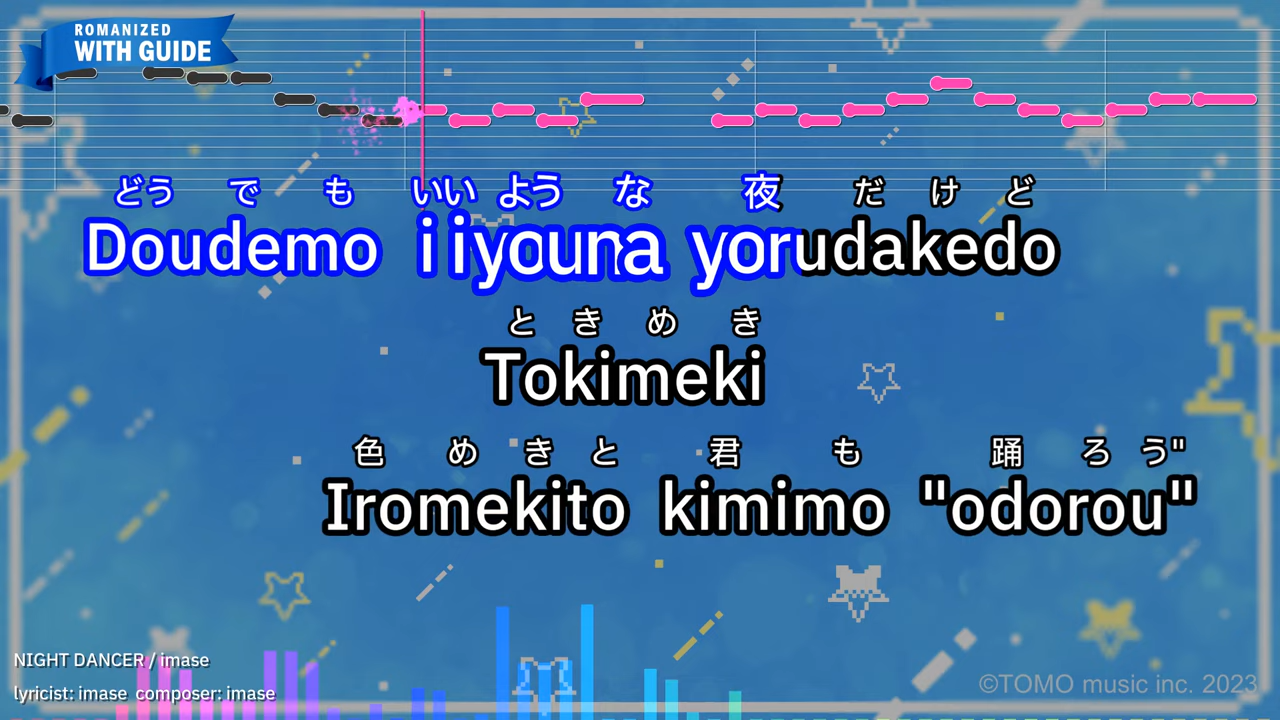 ROMANIZED
WITH GUIDE
どうでも いいような 夜だけど
Doudemo iiyouna yorudakedo
ときめき
Tokimeki
色めきと 君も 踊ろう"
Iromekito kimimo "odorou"
NIGHT DANCER / imase
lyricist: imase composer: imase
©TOMO music inc. 2023